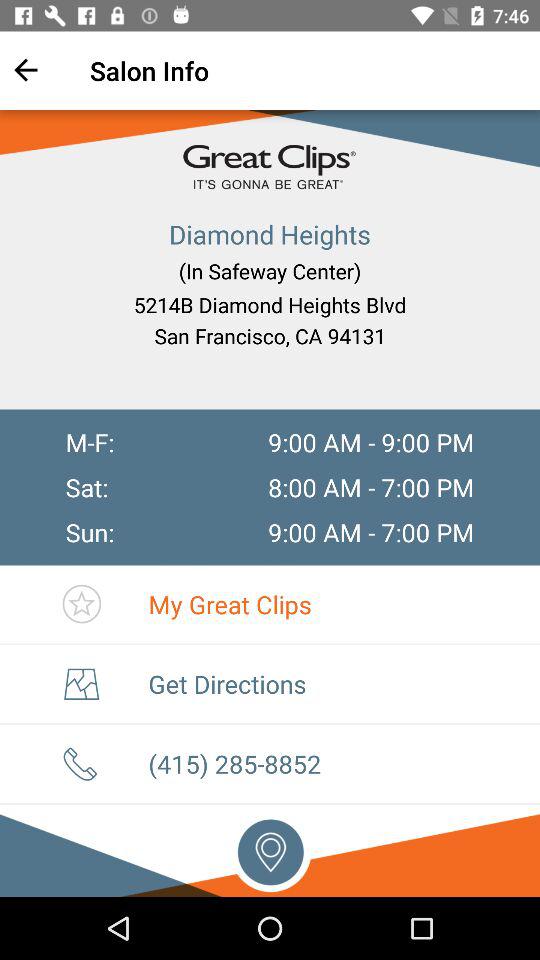 7:46
Salon Info
Great Clips®
IT'S GONNA BE GREAT®
Diamond Heights
(In Safeway Center)
5214B Diamond Heights Blvd
San Francisco, CA 94131
M-F: 9:00 AM - 9:00 PM
Sat: 8:00 AM - 7:00 PM
Sun: 9:00 AM - 7:00 PM
My Great Clips
Get Directions
(415) 285-8852